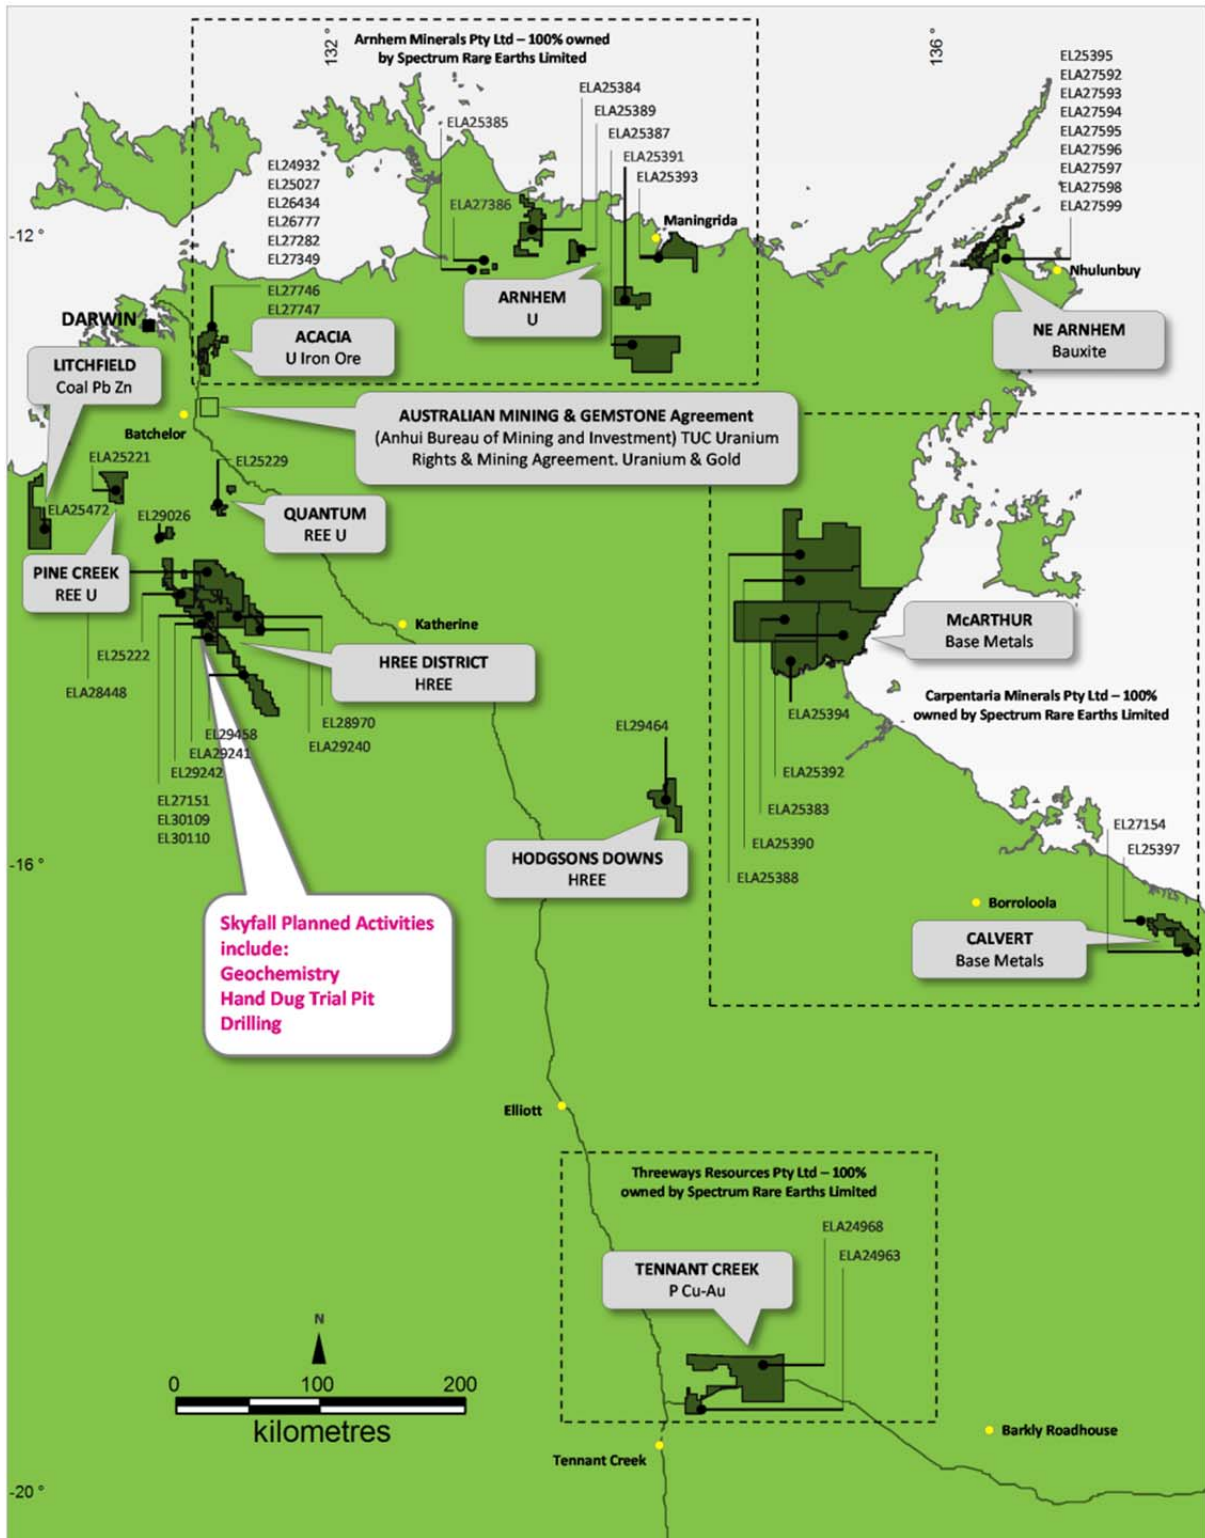 132 °
136 °
Arnhem Minerals Pty Ltd – 100% owned
by Spectrum Rare Earths Limited
EL25395
ELA27592
ELA27593
ELA27594
ELA27595
ELA27596
ELA27597
ELA27598
ELA27599
ELA25384
ELA25389
ELA25385
ELA25387
ELA25391
ELA25393
EL24932
EL25027
EL26434
EL26777
EL27282
EL27349
ELA27386
Maningrida
-12 °
Nhulunbuy
EL27746
EL27747
ARNHEM
U
DARWIN
ACACIA
U Iron Ore
NE ARNHEM
Bauxite
LITCHFIELD
Coal Pb Zn
AUSTRALIAN MINING & GEMSTONE Agreement
(Anhui Bureau of Mining and Investment) TUC Uranium
Rights & Mining Agreement. Uranium & Gold
Batchelor
ELA25221
EL25229
ELA25472
EL29026
QUANTUM
REE U
PINE CREEK
REE U
Katherine
McARTHUR
Base Metals
EL25222
HREE DISTRICT
HREE
ELA28448
Carpentaria Minerals Pty Ltd – 100%
owned by Spectrum Rare Earths Limited
ELA25394
EL28970
EL29464
EL29458
ELA29240
ELA29241
EL29242
ELA25392
EL27151
EL30109
EL30110
ELA25383
EL27154
EL25397
ELA25390
HODGSONS DOWNS
HREE
-16 °
ELA25388
Borroloola
Skyfall Planned Activities
include:
Geochemistry
Hand Dug Trial Pit
Drilling
CALVERT
Base Metals
Elliott
Threeways Resources Pty Ltd – 100%
owned by Spectrum Rare Earths Limited
ELA24968
ELA24963
TENNANT CREEK
P Cu-Au
N
0 100 200
kilometres
Barkly Roadhouse
Tennant Creek
-20 °